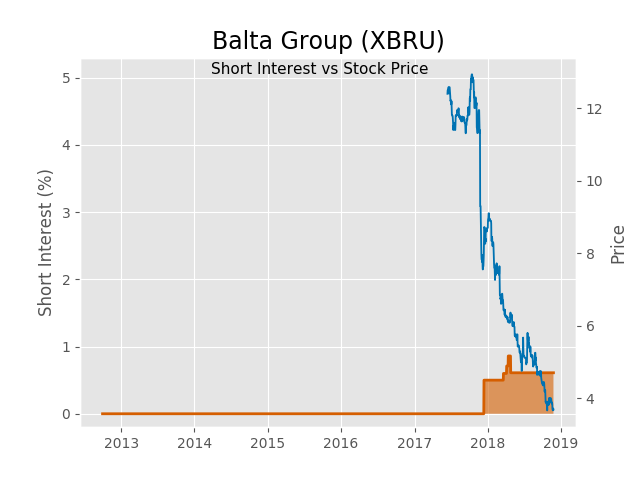 Balta Group (XBRU)
Short Interest vs Stock Price
Short Interest (%)
5
4
3
2
1
0
12
10
8
6
4
Price
2013 2014 2015 2016 2017 2018 2019